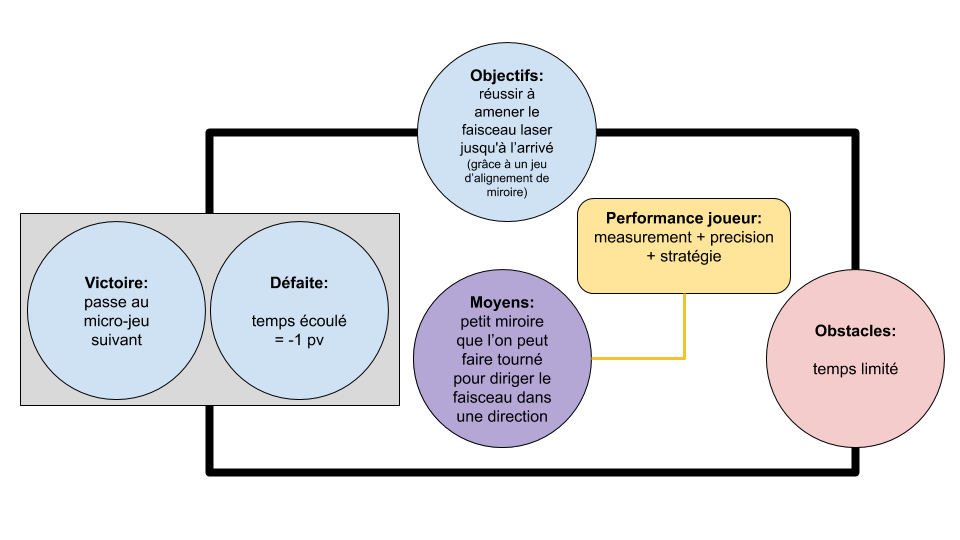 Objectifs:
réussir à
amener le
faisceau laser
jusqu'à l'arrivé
(grâce à un jeu
d'alignement de
miroire)
Performance joueur:
measurement + precision
+ stratégie
Victoire:
passe au
micro-jeu
suivant
Défaite:
temps écoulé
= -1 pv
Moyens:
petit miroire
que l'on peut
faire tourné
pour diriger le
faisceau dans
une direction
Obstacles:
temps limité